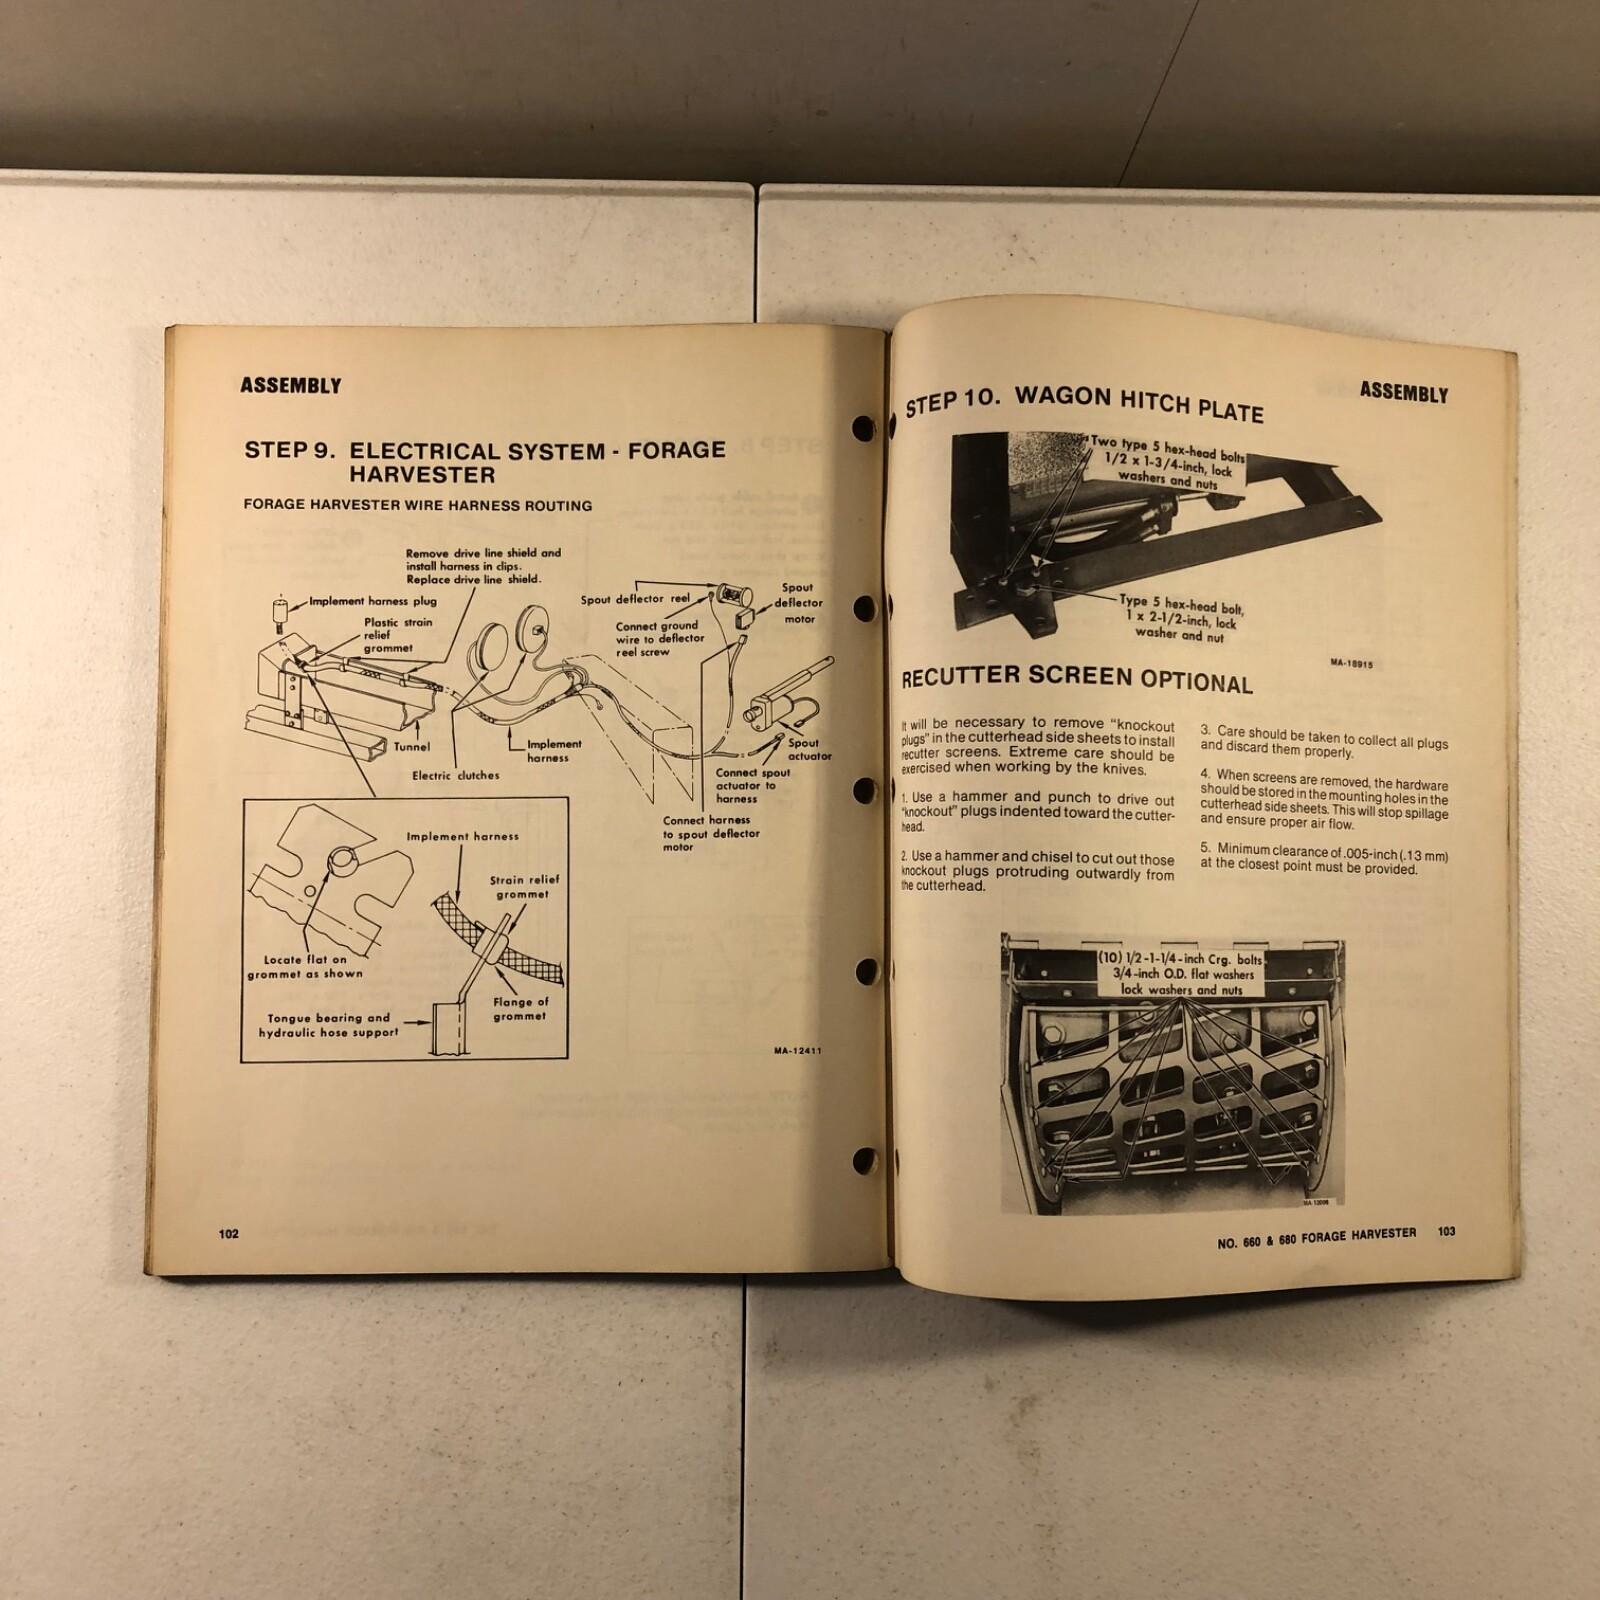 ASSEMBLY
STEP 9. ELECTRICAL SYSTEM - FORAGE
HARVESTER
FORAGE HARVESTER WIRE HARNESS ROUTING
Remove drive line shield and
install harness in clips.
Replace drive line shield.
Implement harness plug
Plastic strain
relief
grommet
Spout deflector reel
Spout
deflector
motor
Connect ground
wire to deflector
reel screw
Tunnel
Implement
harness
Electric clutches
Spout
actuator
Connect spout
actuator to
harness
Connect harness
to spout deflector
motor
Implement harness
Strain relief
grommet
Locate flat on
grommet as shown
Flange of
grommet
Tongue bearing and
hydraulic hose support
MA-12411
102
ASSEMBLY
STEP 10. WAGON HITCH PLATE
Two type 5 hex-head bolts
1/2 x 1-3/4-inch, lock
washers and nuts
Type 5 hex-head bolt,
1 x 2-1/2-inch, lock
washer and nut
MA-18915
RECUTTER SCREEN OPTIONAL
It will be necessary to remove "knockout
plugs" in the cutterhead side sheets to install
recutter screens. Extreme care should be
exercised when working by the knives.
1. Use a hammer and punch to drive out
"knockout" plugs indented toward the cutter-
head.
2. Use a hammer and chisel to cut out those
knockout plugs protruding outwardly from
the cutterhead.
3. Care should be taken to collect all plugs
and discard them properly.
4. When screens are removed, the hardware
should be stored in the mounting holes in the
cutterhead side sheets. This will stop spillage
and ensure proper air flow.
5. Minimum clearance of .005-inch (.13 mm)
at the closest point must be provided.
(10) 1/2-1-1/4-inch Crg. bolts
3/4-inch O.D. flat washers
lock washers and nuts
NO. 660 & 680 FORAGE HARVESTER 103